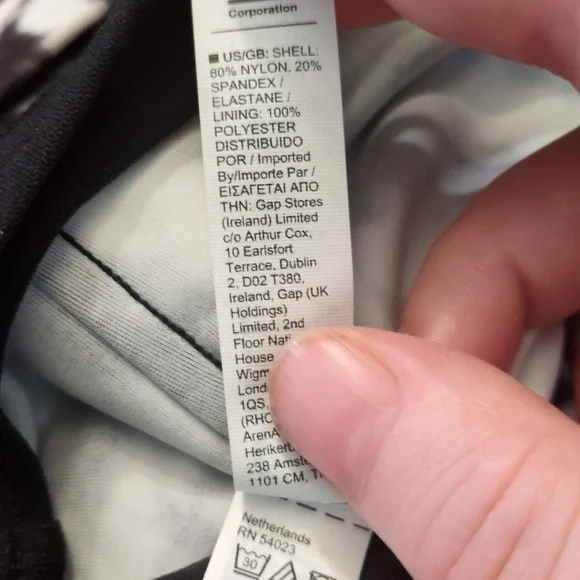 Corporation
US/GB: SHELL:
80% NYLON, 20%
SPANDEX /
ELASTANE /
LINING: 100%
POLYESTER
DISTRIBUIDO
POR / Imported
By/Importe Par /
ΕΙΣΑΓΕΤΑΙ ΑΠΟ
ΤΗΝ: Gap Stores
(Ireland) Limited
c/o Arthur Cox,
10 Earlsfort
Terrace, Dublin
2, D02 T380,
Ireland, Gap (UK
Holdings)
Limited, 2nd
Floor
House
1QS,
238
1101 CM,
Netherlands
RN 54023
30